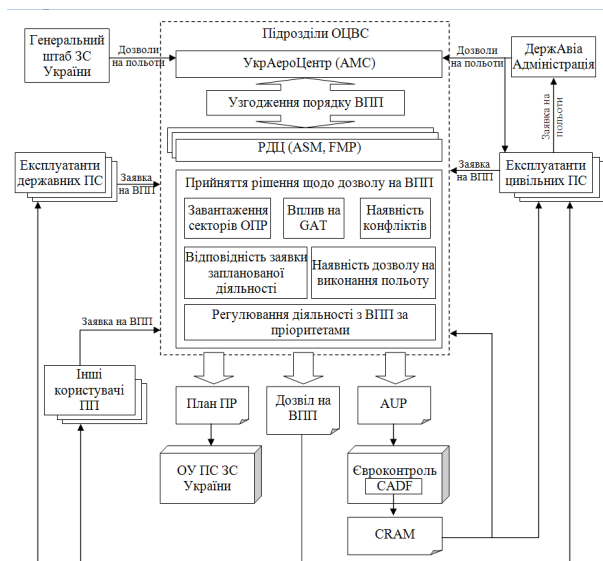 Підрозділи ОЦВС
Генеральний
штаб ЗС
України
Дозволи
на польоти
УкрАероЦентр (АМС)
Дозволи
на польоти
ДержАвіа
Адміністрація
Узгодження порядку ВПП
Заявка на
польоти
РДЦ (ASM, FMP)
Експлуатанти
державних ПС
Заявка
на ВПП
Прийняття рішення щодо дозволу на ВПП
Заявка
на ВПП
Експлуатанти
цивільних ПС
Завантаження
секторів ОПР
Вплив на
GAT
Наявність
конфліктів
Відповідність заявки
запланованої
діяльності
Наявність дозволу на
виконання польоту
Регулювання діяльності з ВПП за
пріоритетами
Заявка на ВПП
Інші
користувачі
ПП
План ПР
Дозвіл на
ВПП
AUP
ОУ ПС ЗС
України
Євроконтроль
CADF
CRAM